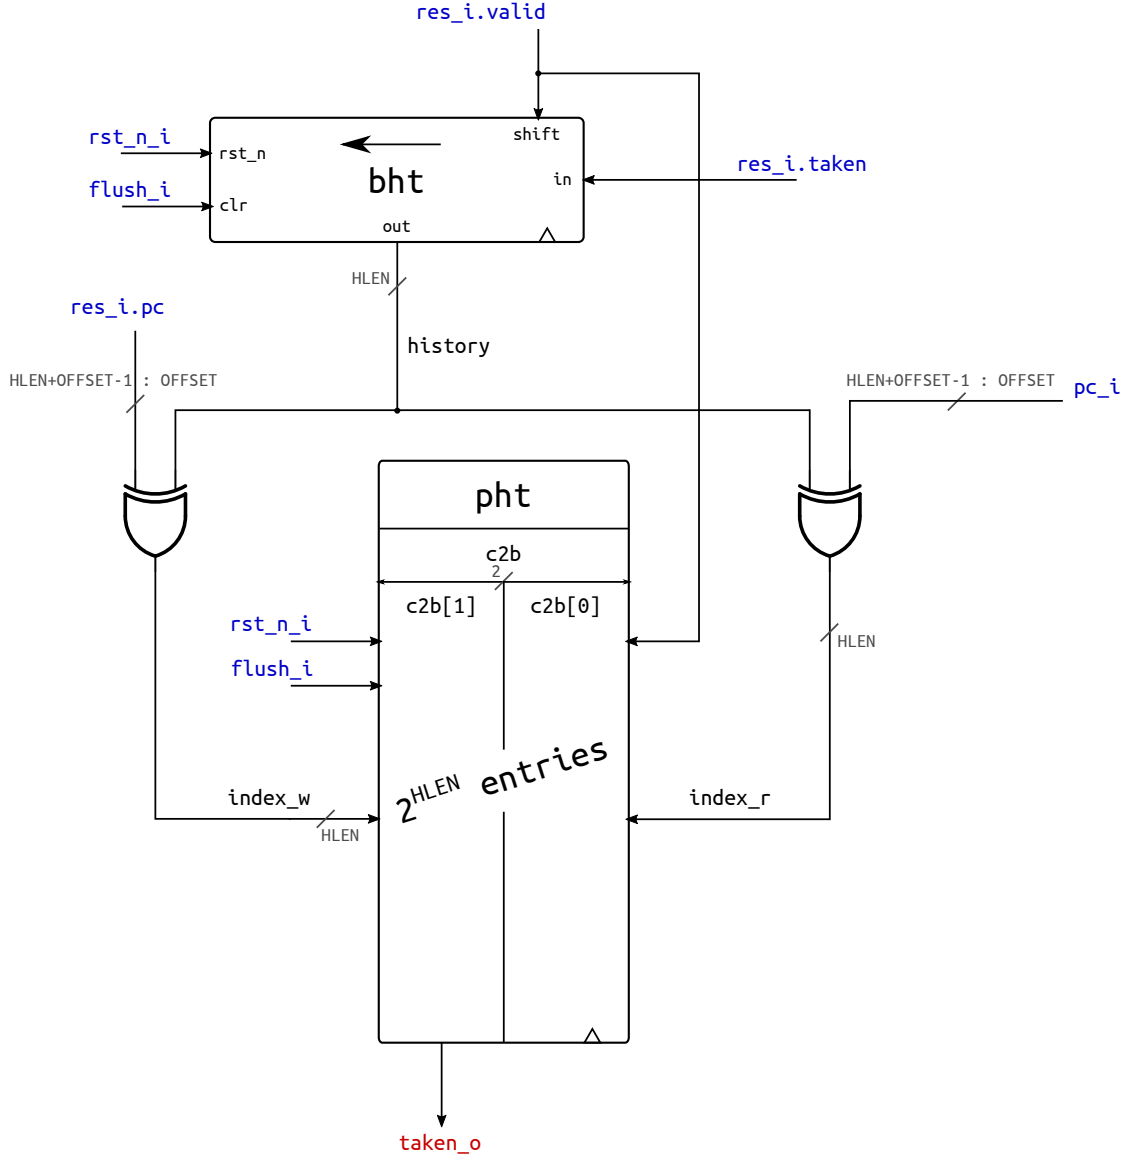 res_i.valid
rst_n_i
rst_n
shift
bht
in
res_i.taken
flush_i
clr
out
HLEN
res_i.pc
history
HLEN+OFFSET-1 : OFFSET
HLEN+OFFSET-1 : OFFSET
pc_i
pht
c2b
2
c2b[1]
c2b[0]
rst_n_i
flush_i
HLEN
2^HLEN entries
index_w
HLEN
index_r
taken_o